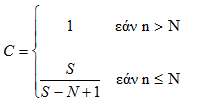 C = { 1 εάν n > N
S / (S − N + 1) εάν n ≤ N